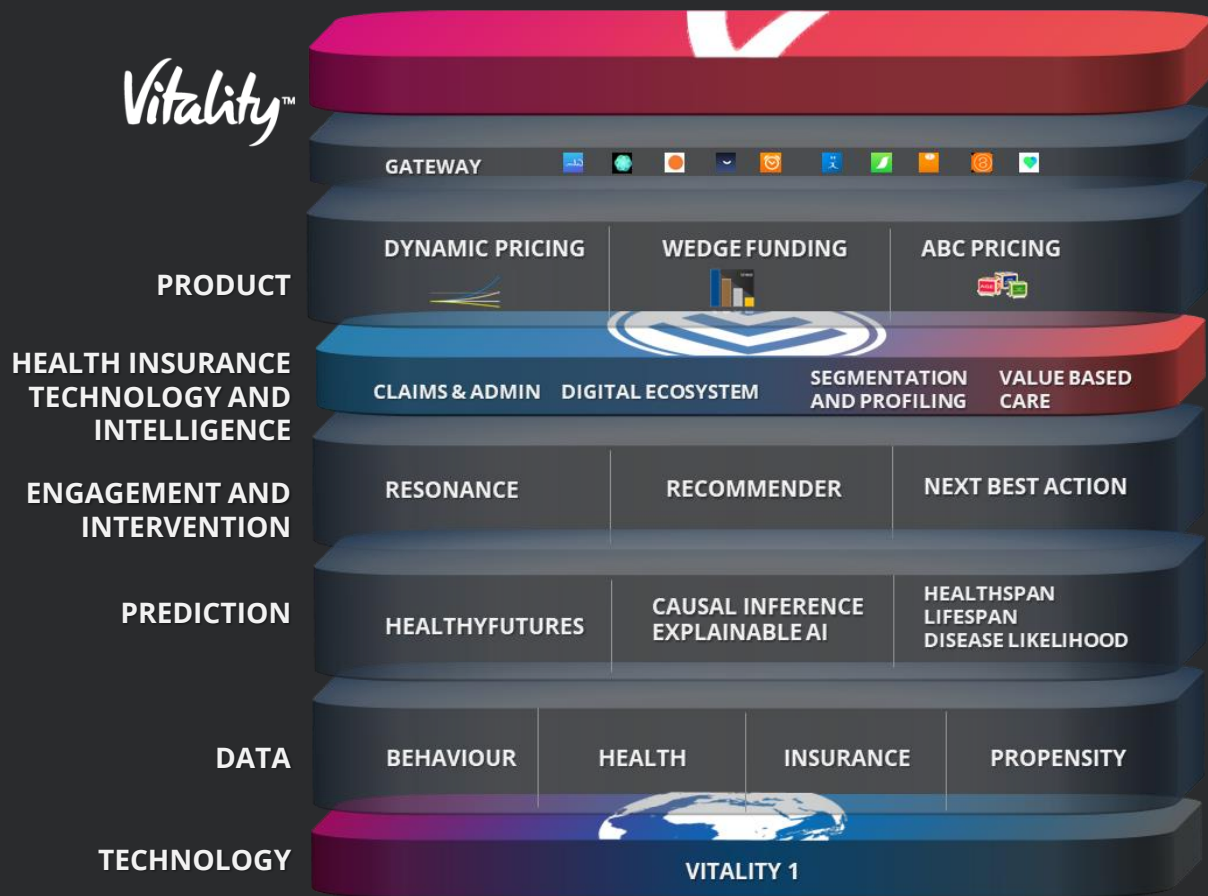 Vitality™
GATEWAY
PRODUCT
DYNAMIC PRICING
WEDGE FUNDING
ABC PRICING
HEALTH INSURANCE
TECHNOLOGY AND
INTELLIGENCE
CLAIMS & ADMIN
DIGITAL ECOSYSTEM
SEGMENTATION
AND PROFILING
VALUE BASED
CARE
ENGAGEMENT AND
INTERVENTION
RESONANCE
RECOMMENDER
NEXT BEST ACTION
PREDICTION
HEALTHYFUTURES
CAUSAL INFERENCE
EXPLAINABLE AI
HEALTHSPAN
LIFESPAN
DISEASE LIKELIHOOD
DATA
BEHAVIOUR
HEALTH
INSURANCE
PROPENSITY
TECHNOLOGY
VITALITY 1